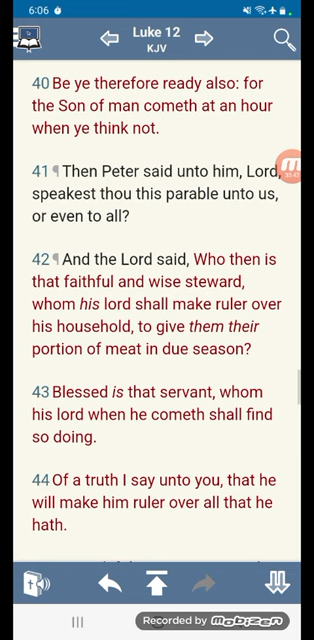 6:06
Luke 12
KJV
40 Be ye therefore ready also: for
the Son of man cometh at an hour
when ye think not.
41 ¶ Then Peter said unto him, Lord,
speakest thou this parable unto us,
or even to all?
42 ¶ And the Lord said, Who then is
that faithful and wise steward,
whom his lord shall make ruler over
his household, to give them their
portion of meat in due season?
43 Blessed is that servant, whom
his lord when he cometh shall find
so doing.
44 Of a truth I say unto you, that he
will make him ruler over all that he
hath.
Recorded by mobizen